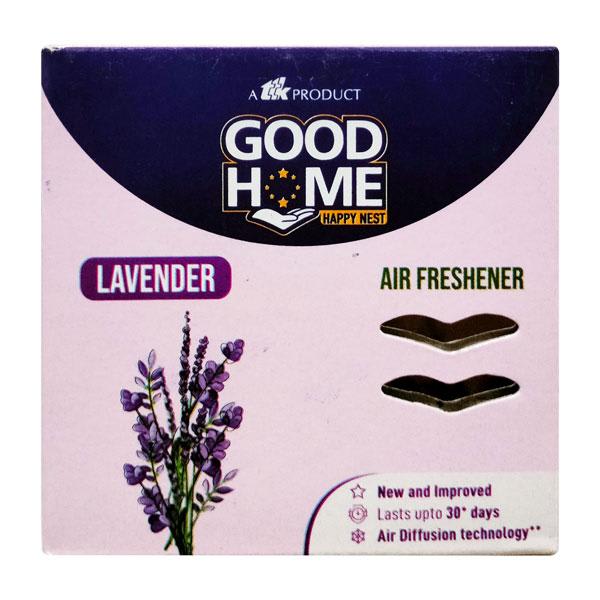 A ttk PRODUCT
GOOD
HOME
HAPPY NEST
LAVENDER
AIR FRESHENER
New and Improved
Lasts upto 30* days
Air Diffusion technology**